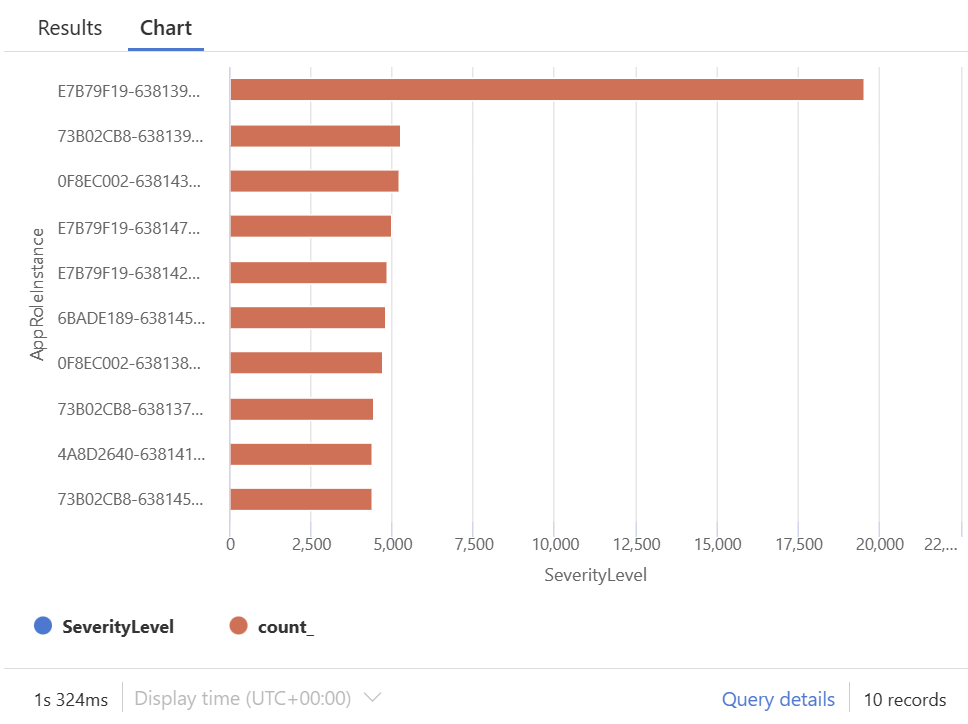 Results Chart
E7B79F19-638139...
73B02CB8-638139...
0F8EC002-638143...
E7B79F19-638147...
E7B79F19-638142...
6BADE189-638145...
0F8EC002-638138...
73B02CB8-638137...
4A8D2640-638141...
73B02CB8-638145...
AppRoleInstance
0 2,500 5,000 7,500 10,000 12,500 15,000 17,500 20,000 22,...
SeverityLevel
SeverityLevel count_
1s 324ms Display time (UTC+00:00) Query details 10 records